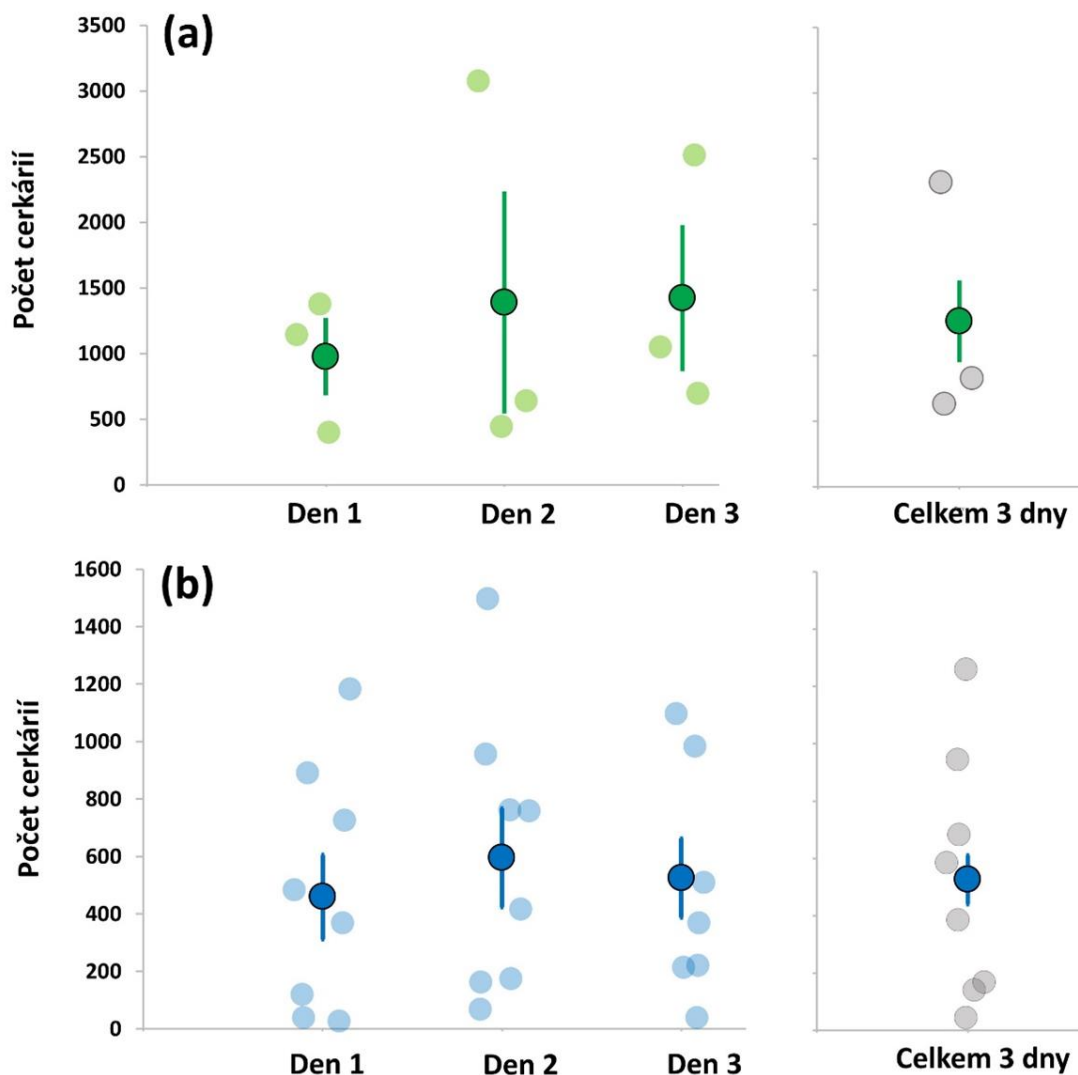 (a)
Počet cerkárií
3500
3000
2500
2000
1500
1000
500
0
Den 1 Den 2 Den 3 Celkem 3 dny
(b)
Počet cerkárií
1600
1400
1200
1000
800
600
400
200
0
Den 1 Den 2 Den 3 Celkem 3 dny